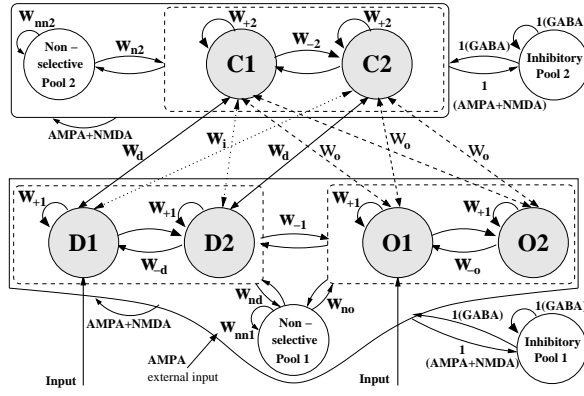 W+2
W+2
1(GABA)
Wnn2
Non –
selective
Pool 2
Wn2
C1
W–2
C2
Inhibitory
Pool 2
1
(AMPA+NMDA)
AMPA+NMDA
Wd
Wi
Wd
Wo
Wo
Wo
W+1
W+1
W+1
W+1
D1
D2
W–1
O1
O2
W–d
W–o
Wnd
Wno
AMPA+NMDA
Wnn1
Non –
selective
Pool 1
1(GABA)
1(GABA)
Inhibitory
Pool 1
1
(AMPA+NMDA)
AMPA
external input
Input
Input